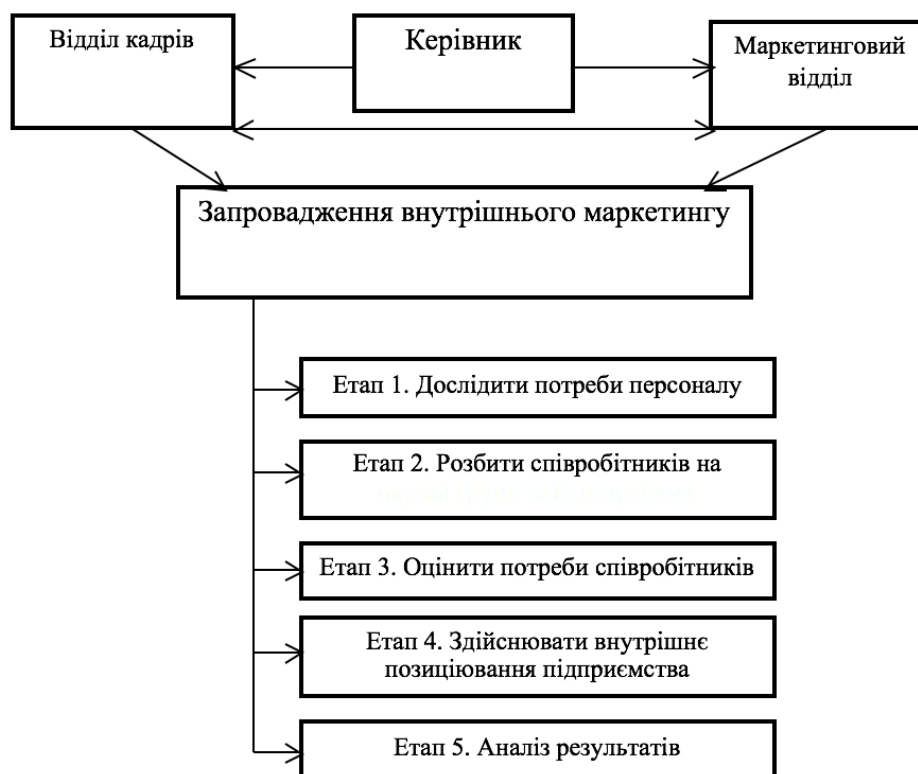 Відділ кадрів
Керівник
Маркетинговий
відділ
Запровадження внутрішнього маркетингу
Етап 1. Дослідити потреби персоналу
Етап 2. Розбити співробітників на
Етап 3. Оцінити потреби співробітників
Етап 4. Здійснювати внутрішнє
позиціювання підприємства
Етап 5. Аналіз результатів